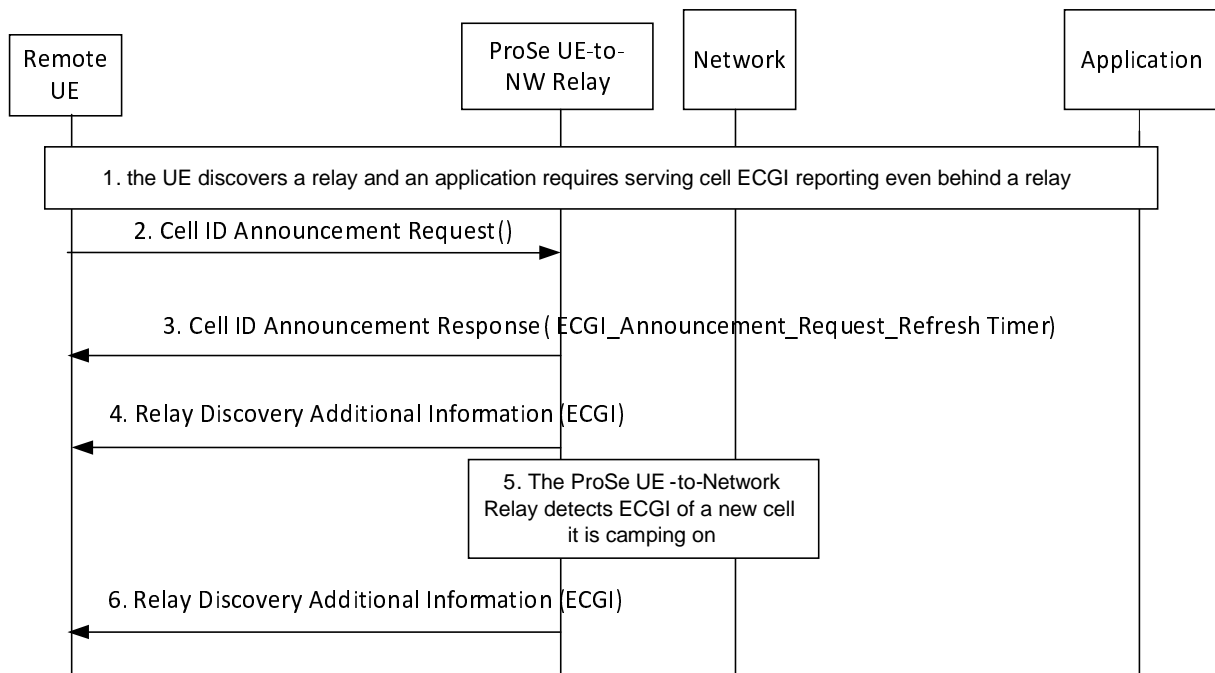 Remote
UE
ProSe UE-to-
NW Relay
Network
Application
1. the UE discovers a relay and an application requires serving cell ECGI reporting even behind a relay
2. Cell ID Announcement Request()
3. Cell ID Announcement Response( ECGI_Announcement_Request_Refresh Timer)
4. Relay Discovery Additional Information (ECGI)
5. The ProSe UE -to-Network
Relay detects ECGI of a new cell
it is camping on
6. Relay Discovery Additional Information (ECGI)